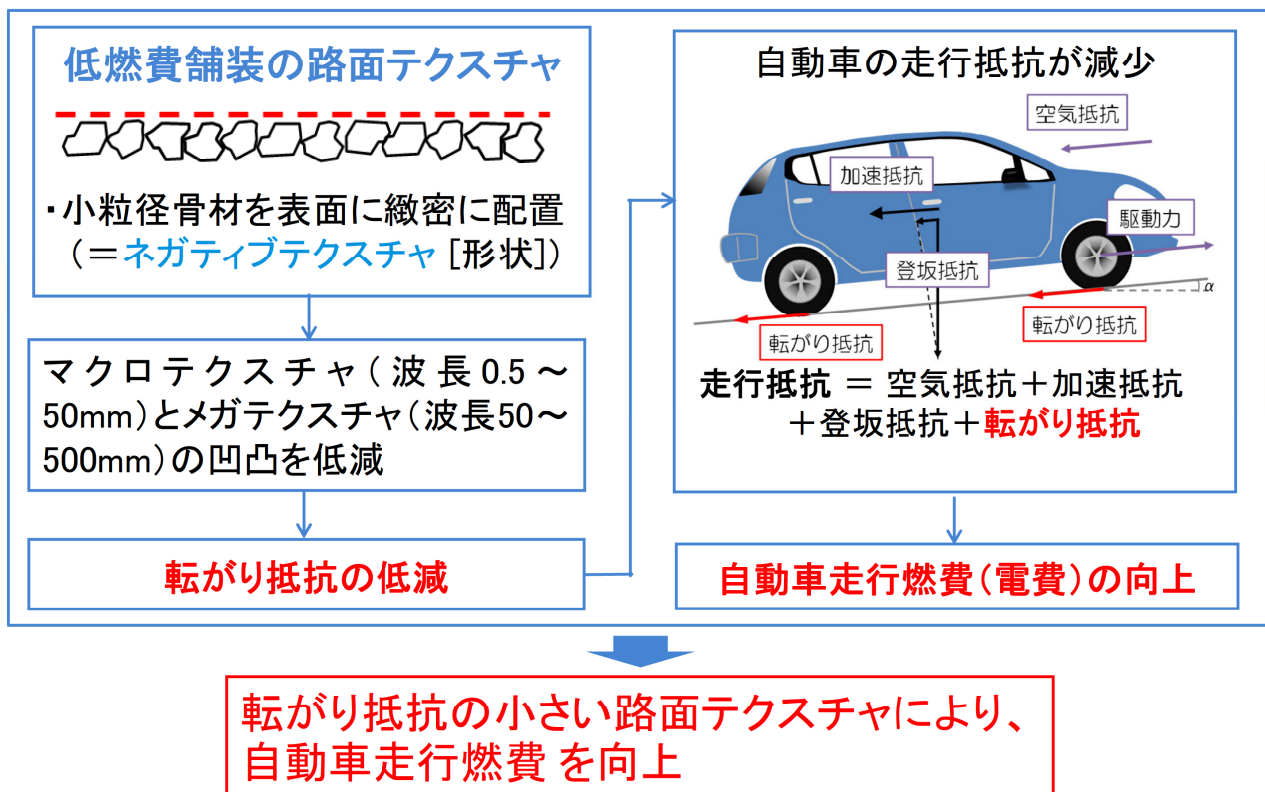 低燃費舗装の路面テクスチャ
・小粒径骨材を表面に緻密に配置
（＝ネガティブテクスチャ［形状］）
マクロテクスチャ（波長0.5～
50mm）とメガテクスチャ（波長50～
500mm）の凹凸を低減
転がり抵抗の低減
自動車の走行抵抗が減少
空気抵抗
加速抵抗
駆動力
登坂抵抗
α
転がり抵抗
転がり抵抗
走行抵抗 ＝ 空気抵抗＋加速抵抗
＋登坂抵抗＋転がり抵抗
自動車走行燃費（電費）の向上
転がり抵抗の小さい路面テクスチャにより、
自動車走行燃費 を向上